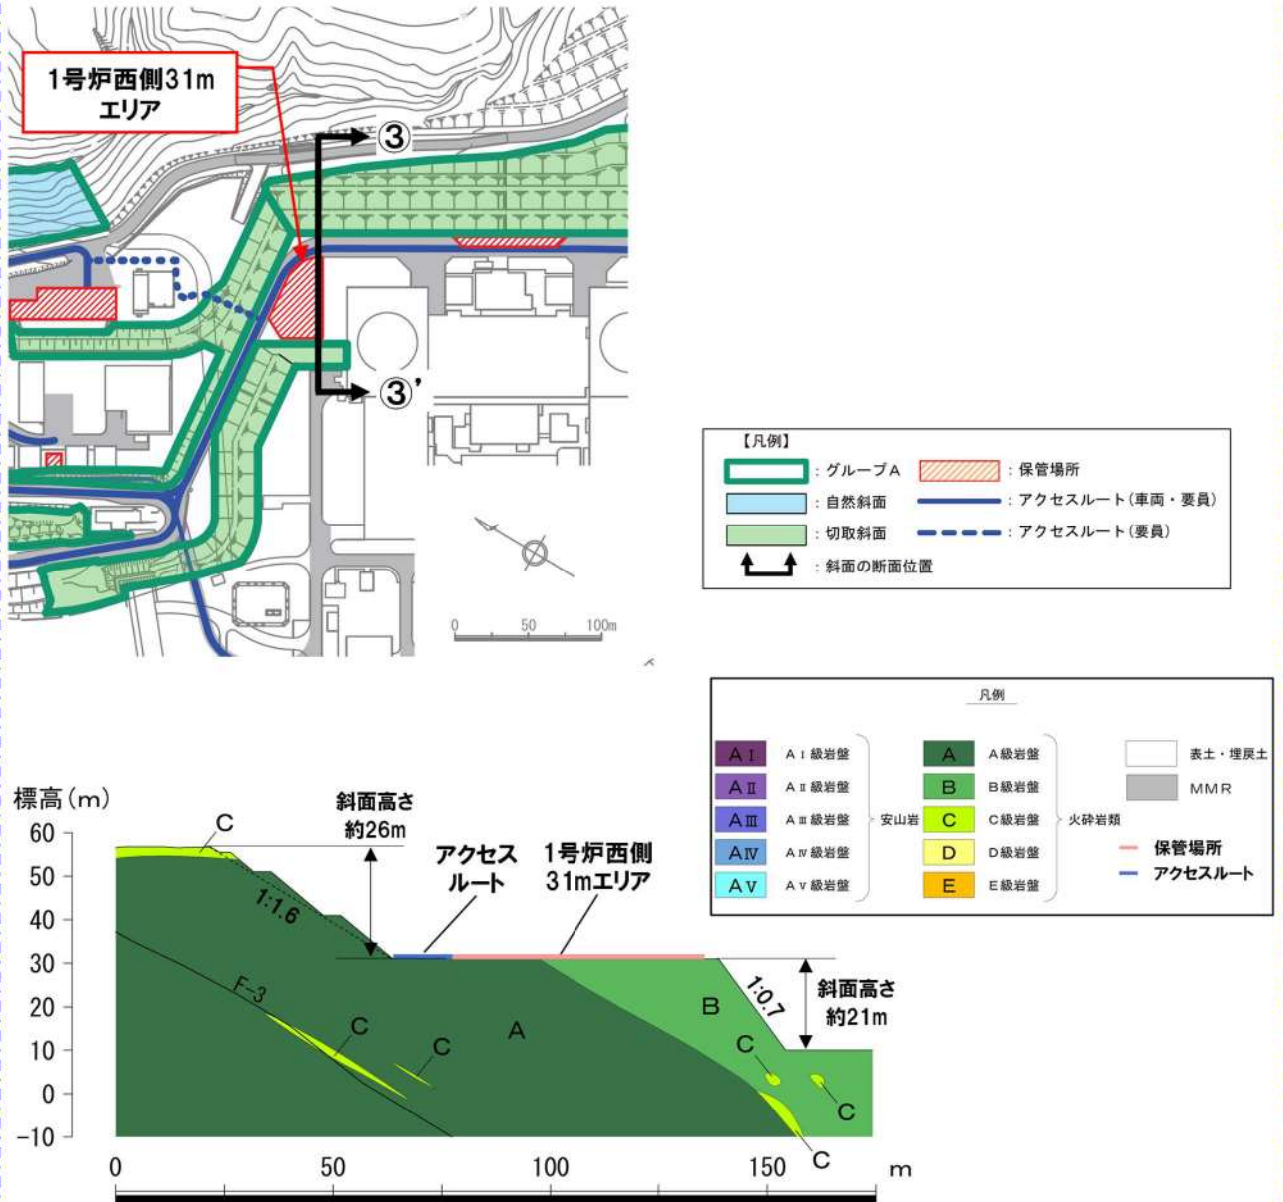 1号炉西側31m
エリア
③
③'
0 50 100m
【凡例】
: グループA
: 保管場所
: 自然斜面
: アクセスルート(車両・要員)
: 切取斜面
: アクセスルート(要員)
: 斜面の断面位置
凡例
AⅠ AⅠ級岩盤
A A級岩盤
表土・埋戻土
AⅡ AⅡ級岩盤
B B級岩盤
MMR
AⅢ AⅢ級岩盤
安山岩
C C級岩盤
火砕岩類
AⅣ AⅣ級岩盤
D D級岩盤
保管場所
AⅤ AⅤ級岩盤
E E級岩盤
アクセスルート
標高(m)
60
50
40
30
20
10
0
-10
C
斜面高さ
約26m
アクセス
ルート
1号炉西側
31mエリア
1:1.6
F-3
C
C
A
B
1:0.7
斜面高さ
約21m
C
C
C
0 50 100 150 m